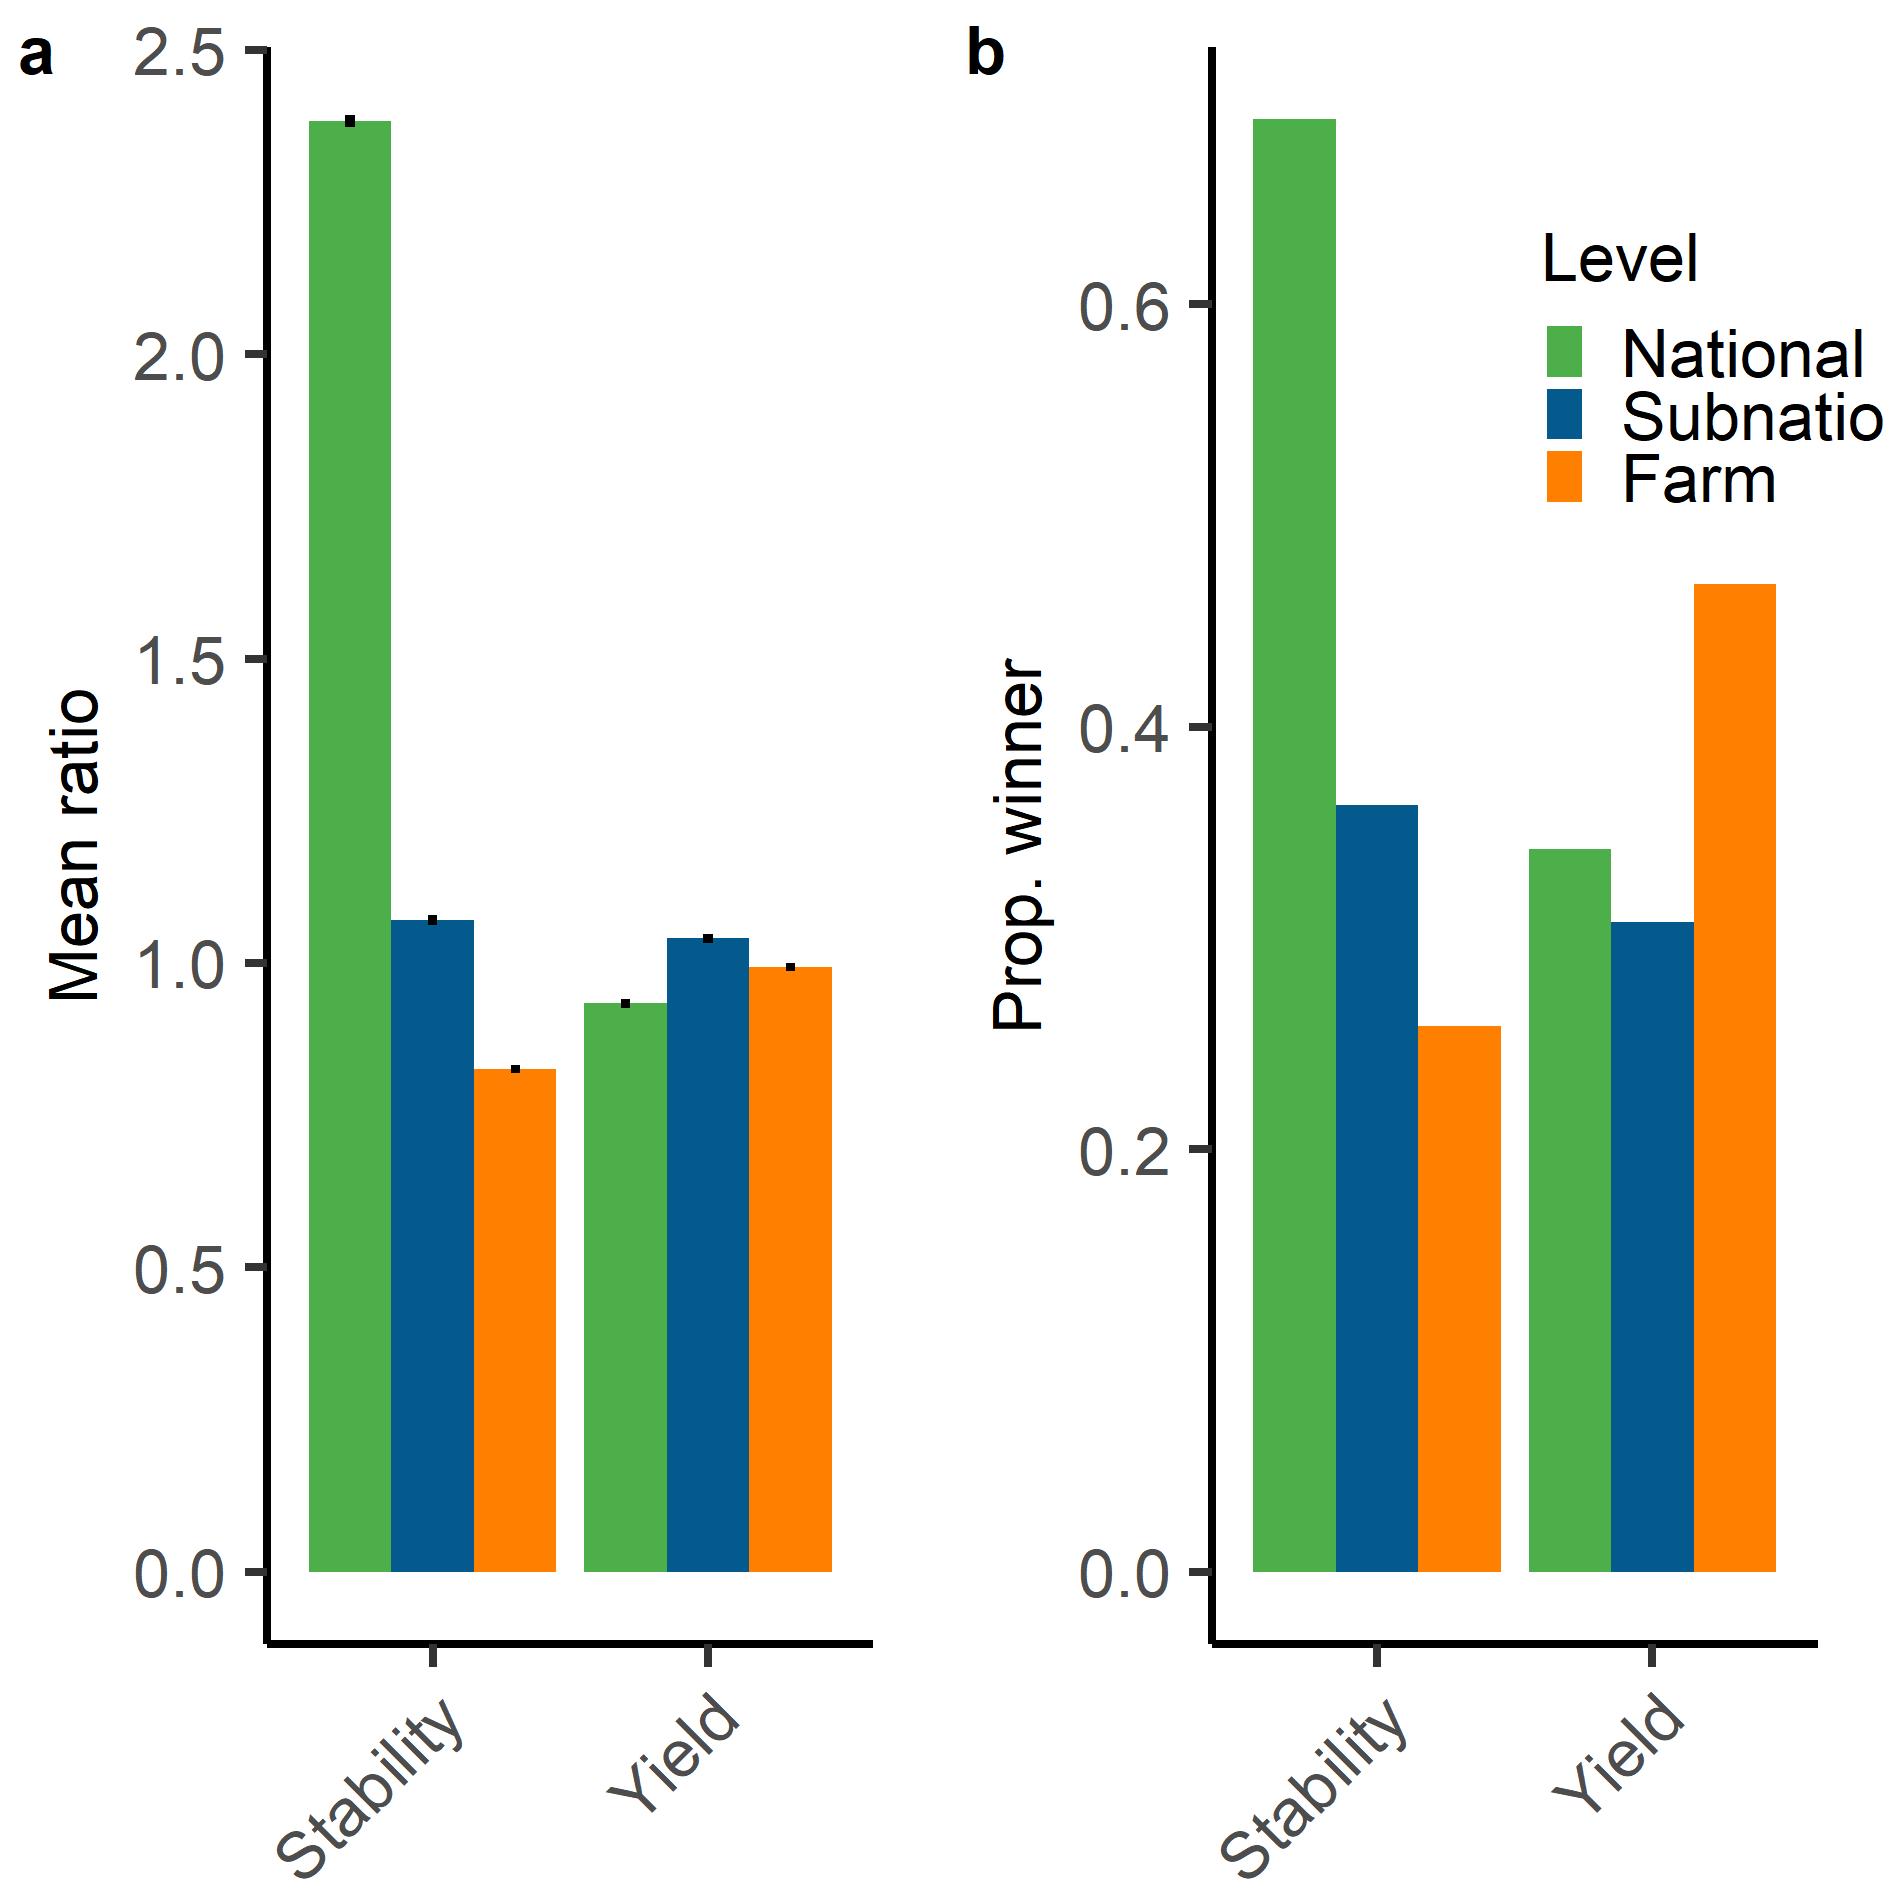 a
2.5
2.0
1.5
1.0
0.5
0.0
Mean ratio
Stability
Yield
b
0.6
0.4
0.2
0.0
Prop. winner
Stability
Yield
Level
National
Subnatio
Farm